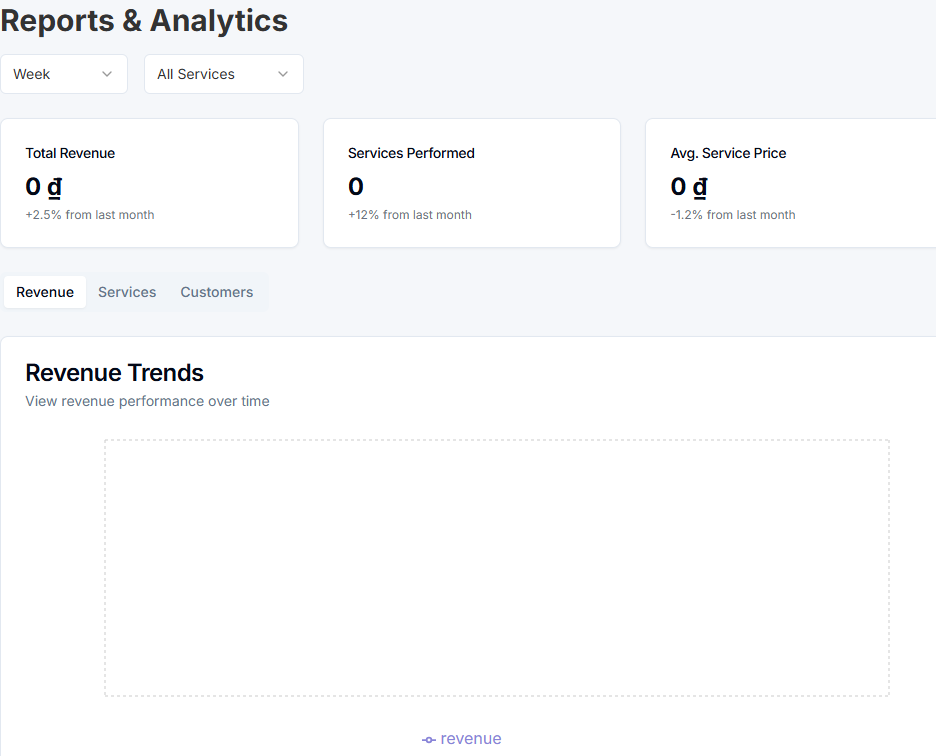 Reports & Analytics
Week
All Services
Total Revenue
0 ₫
+2.5% from last month
Services Performed
0
+12% from last month
Avg. Service Price
0 ₫
-1.2% from last month
Revenue
Services
Customers
Revenue Trends
View revenue performance over time
revenue